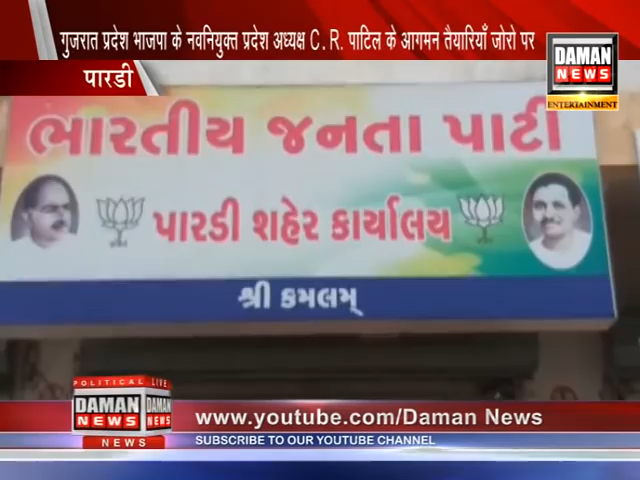 गुजरात प्रदेश भाजपा के नवनियुक्त प्रदेश अध्यक्ष C. R. पाटिल के आगमन तैयारियाँ जोरो पर
पारडी
DAMAN
NEWS
ENTERTAINMENT
ભારતીય જનતા પાર્ટી
પારડી શહેર કાર્યાલય
શ્રી કમલમ્
POLITICAL LIVE
DAMAN DAMAN
NEWS NEWS
NEWS
www.youtube.com/Daman News
SUBSCRIBE TO OUR YOUTUBE CHANNEL